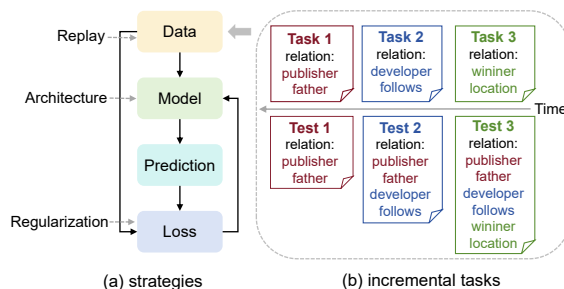 Replay
Data
Architecture
Model
Prediction
Regularization
Loss
(a) strategies
Task 1
relation:
publisher
father
Task 2
relation:
developer
follows
Task 3
relation:
wininer
location
Time
Test 1
relation:
publisher
father
Test 2
relation:
publisher
father
developer
follows
Test 3
relation:
publisher
father
developer
follows
wininer
location
(b) incremental tasks